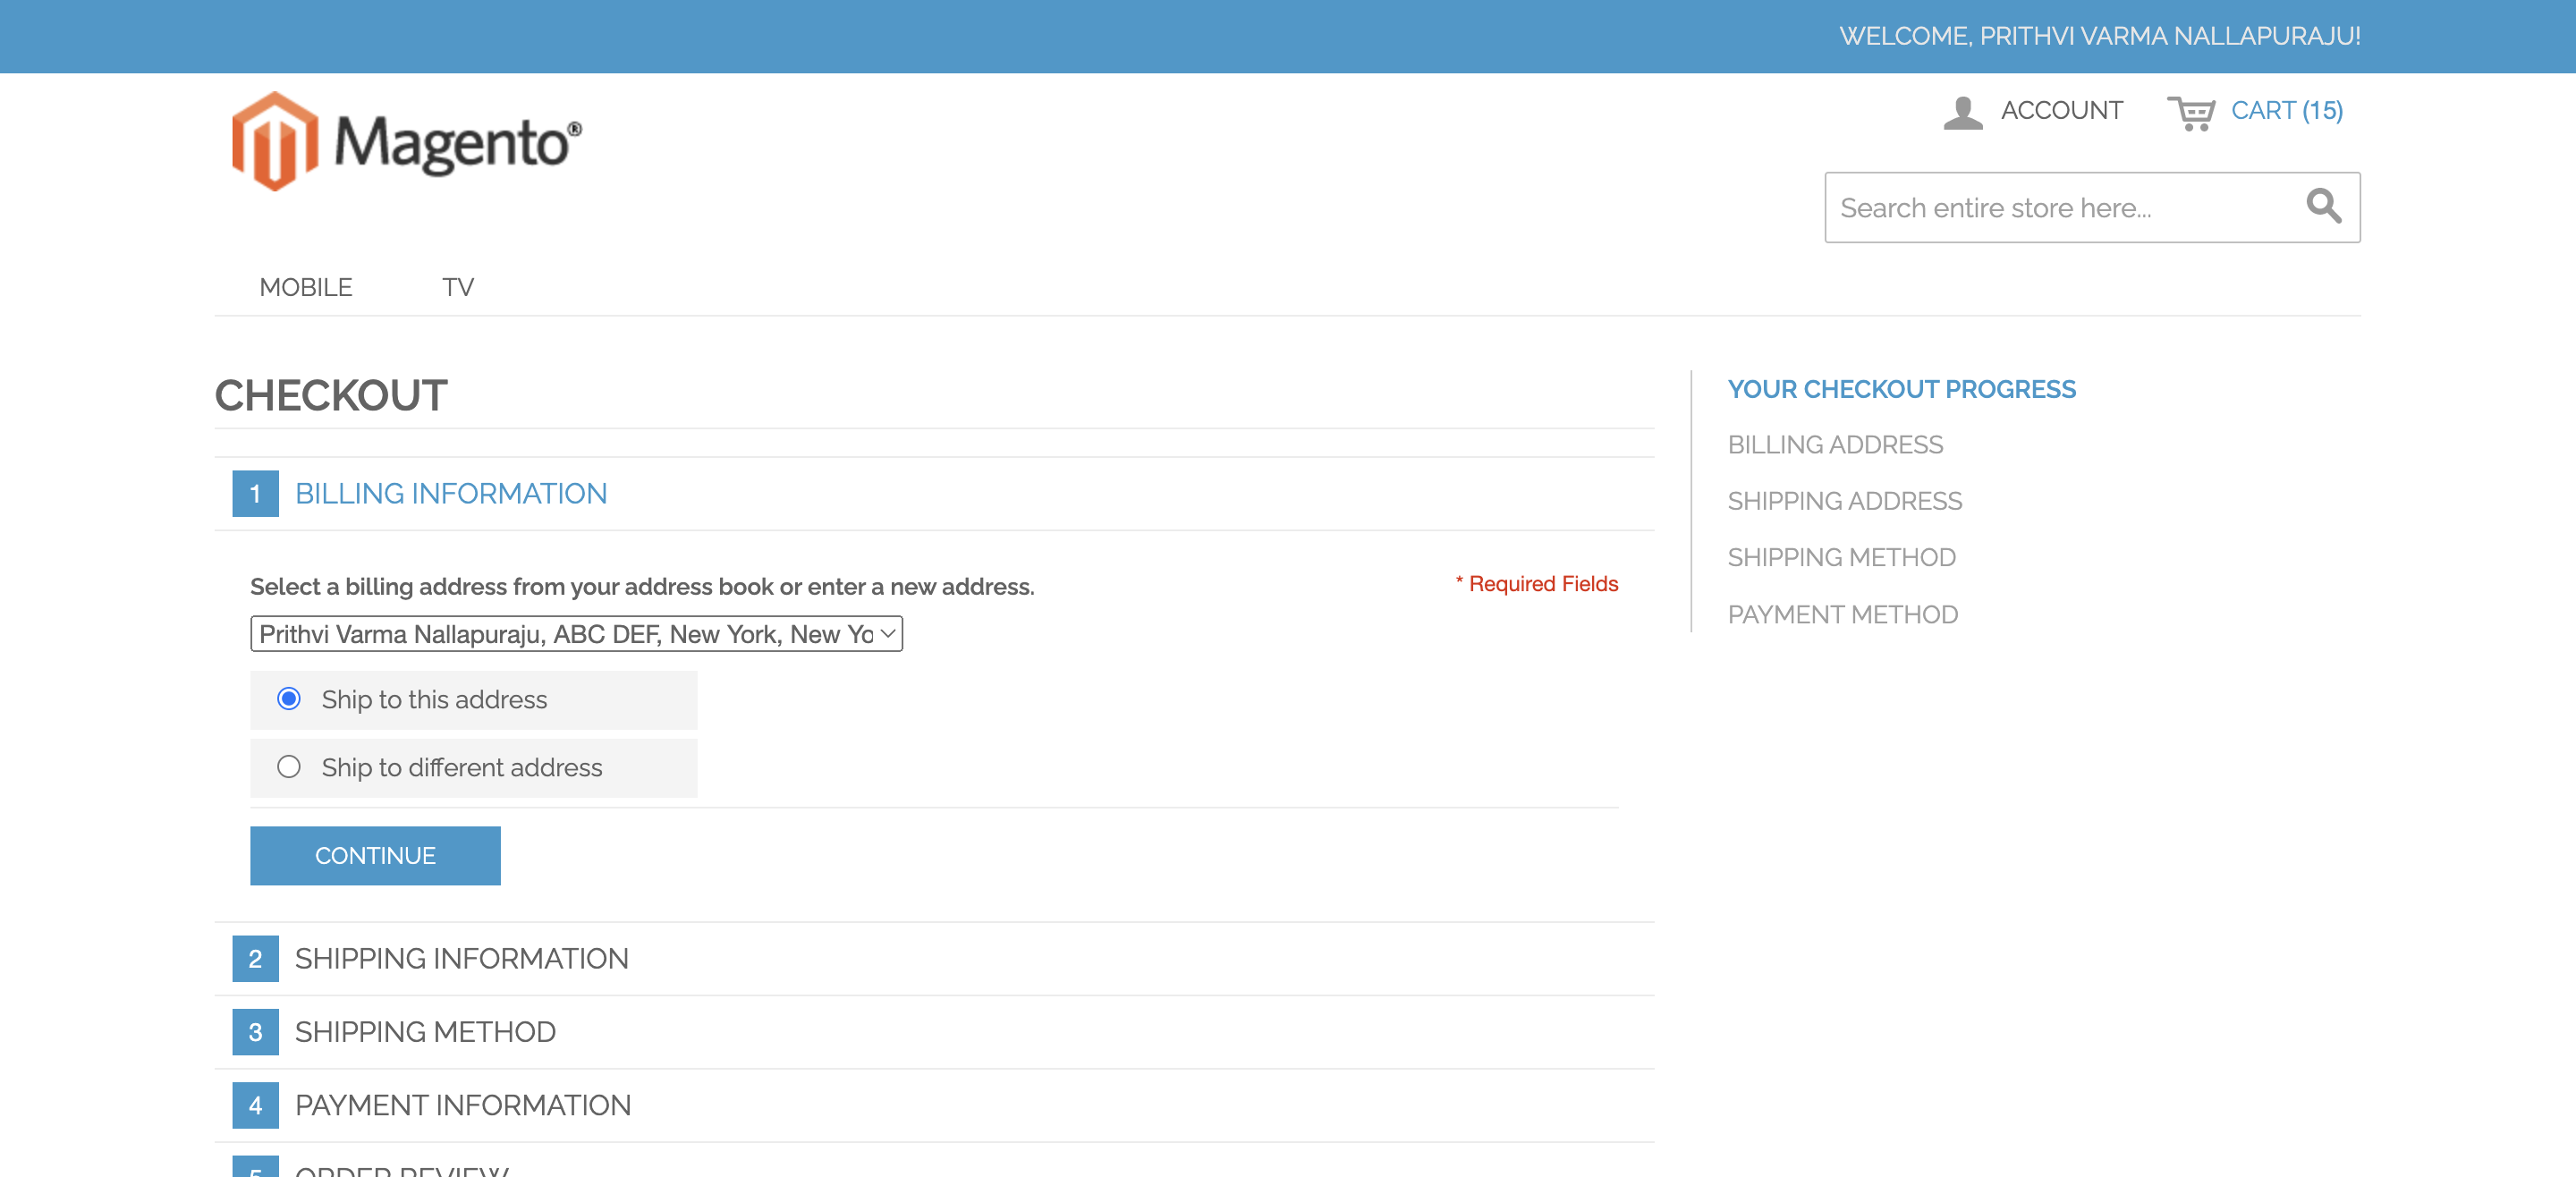 WELCOME, PRITHVI VARMA NALLAPURAJU!
Magento®
ACCOUNT
CART (15)
Search entire store here...
MOBILE
TV
CHECKOUT
1 BILLING INFORMATION
Select a billing address from your address book or enter a new address.
* Required Fields
Prithvi Varma Nallapuraju, ABC DEF, New York, New Yo
Ship to this address
Ship to different address
CONTINUE
2 SHIPPING INFORMATION
3 SHIPPING METHOD
4 PAYMENT INFORMATION
5 ORDER REVIEW
YOUR CHECKOUT PROGRESS
BILLING ADDRESS
SHIPPING ADDRESS
SHIPPING METHOD
PAYMENT METHOD